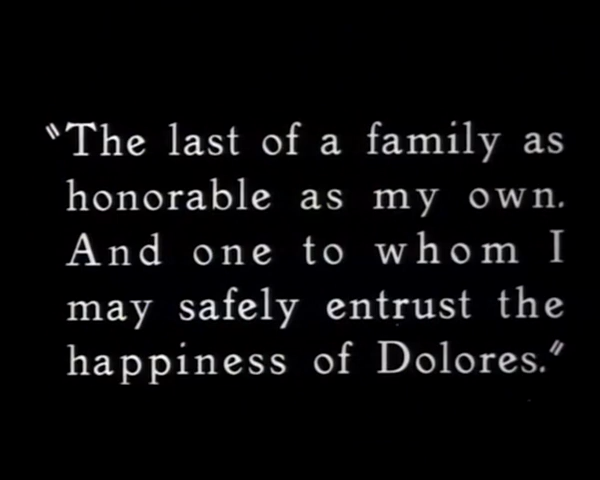 "The last of a family as
honorable as my own.
And one to whom I
may safely entrust the
happiness of Dolores."